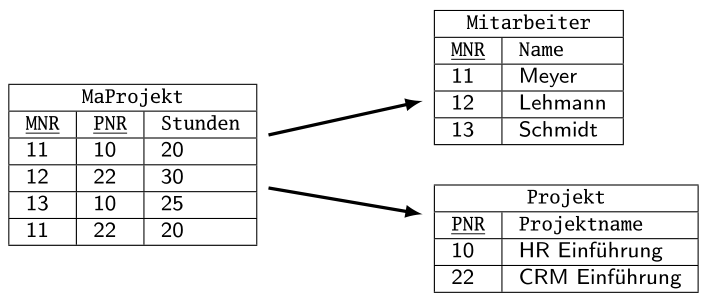 MaProjekt
MNR PNR Stunden
11 10 20
12 22 30
13 10 25
11 22 20
Mitarbeiter
MNR Name
11 Meyer
12 Lehmann
13 Schmidt
Projekt
PNR Projektname
10 HR Einführung
22 CRM Einführung